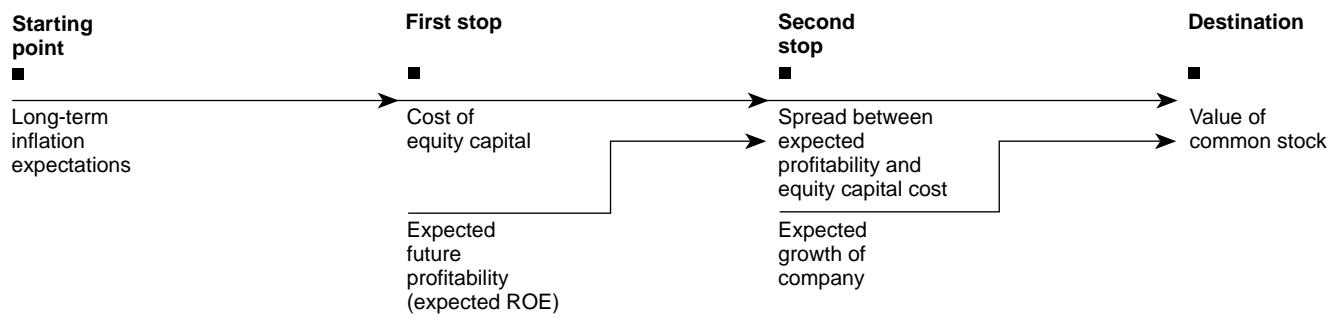 Starting
point
First stop
Second
stop
Destination
Long-term
inflation
expectations
Cost of
equity capital
Spread between
expected
profitability and
equity capital cost
Value of
common stock
Expected
future
profitability
(expected ROE)
Expected
growth of
company